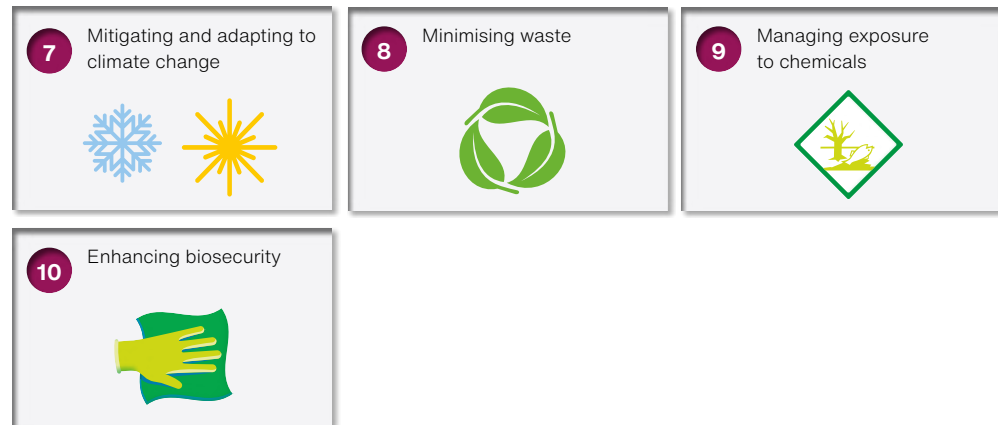 7
Mitigating and adapting to
climate change
8
Minimising waste
9
Managing exposure
to chemicals
10
Enhancing biosecurity